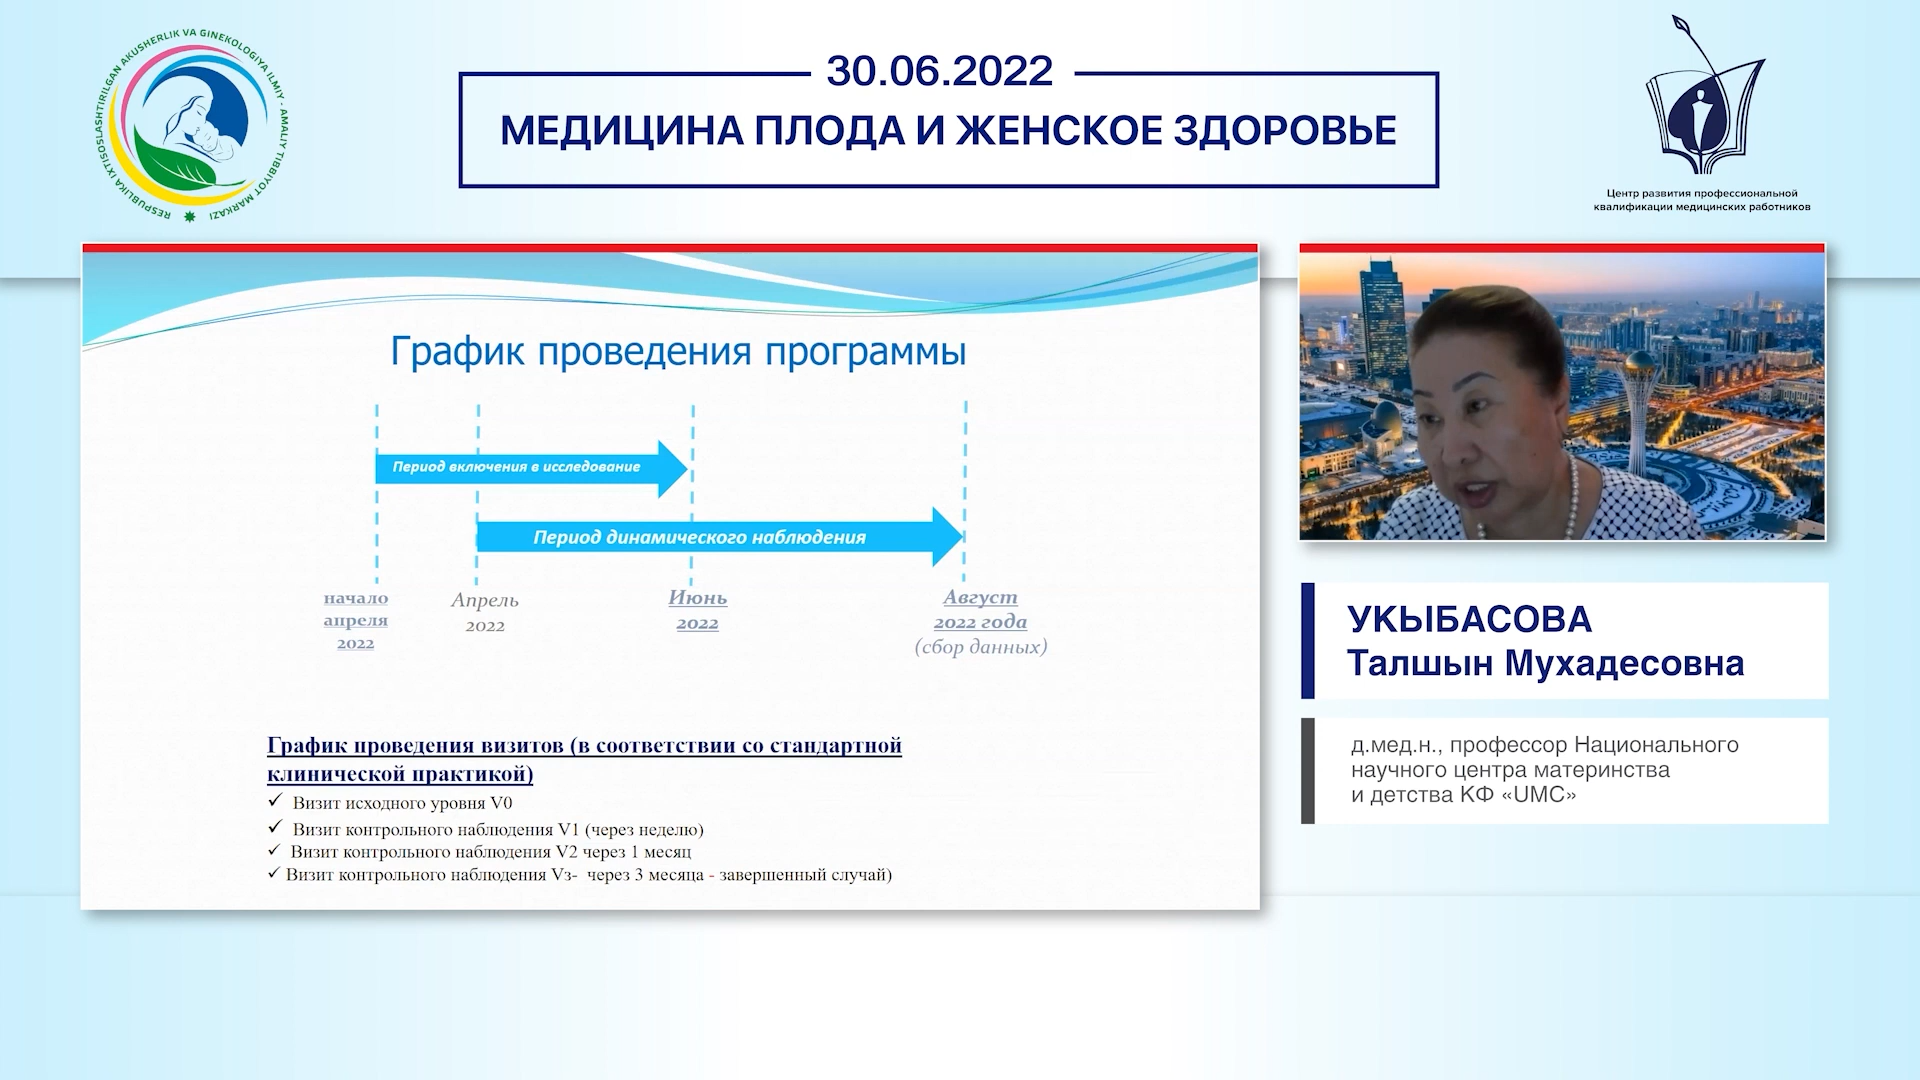 RESPUBLIKA IXTISOSLASHTIRILGAN AKUSHERLIK VA GINEKOLOGIYA ILMIY - AMALIY TIBBIYOT MARKAZI
30.06.2022
МЕДИЦИНА ПЛОДА И ЖЕНСКОЕ ЗДОРОВЬЕ
Центр развития профессиональной
квалификации медицинских работников
График проведения программы
Период включения в исследование
Период динамического наблюдения
начало
апреля
2022
Апрель
2022
Июнь
2022
Август
2022 года
(сбор данных)
График проведения визитов (в соответствии со стандартной
клинической практикой)
✓ Визит исходного уровня V0
✓ Визит контрольного наблюдения V1 (через неделю)
✓ Визит контрольного наблюдения V2 через 1 месяц
✓ Визит контрольного наблюдения Vз- через 3 месяца - завершенный случай)
УКЫБАСОВА
Талшын Мухадесовна
д.мед.н., профессор Национального
научного центра материнства
и детства КФ «UMC»